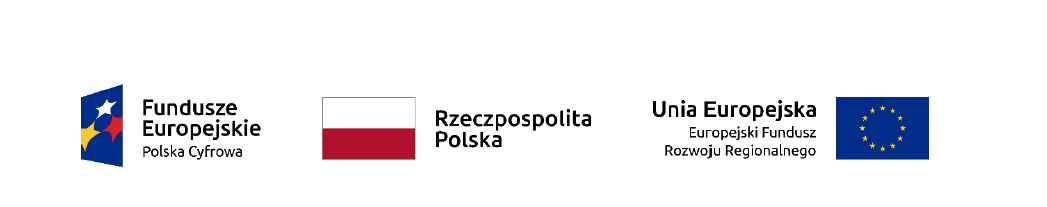 Fundusze
Europejskie
Polska Cyfrowa
Rzeczpospolita
Polska
Unia Europejska
Europejski Fundusz
Rozwoju Regionalnego